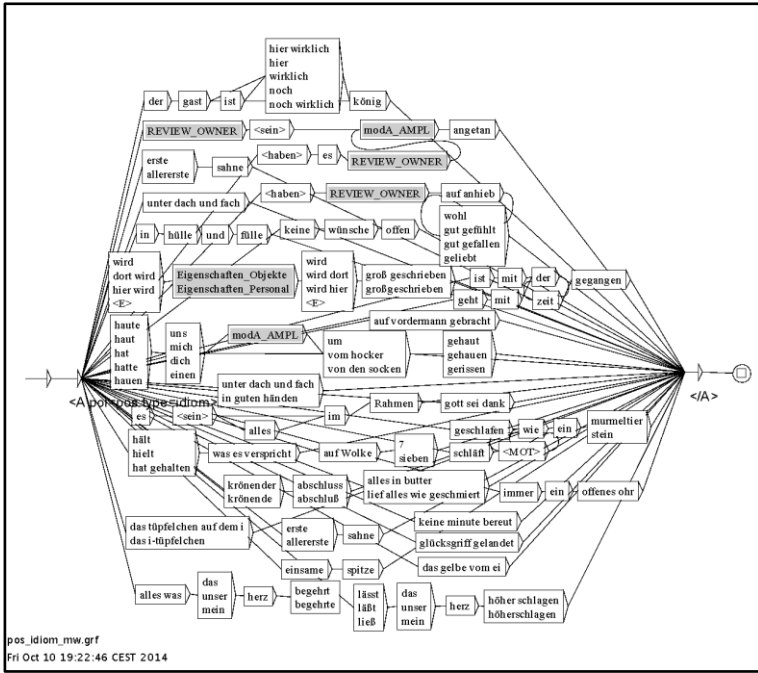 hier wirklich
hier
wirklich
noch
noch wirklich
der gast ist könig
REVIEW_OWNER <sein> modA_AMPL angetan
<haben> es REVIEW_OWNER
erste
allererste
sahne
<haben> REVIEW_OWNER auf anhieb
unter dach und fach
wohl
gut gefühlt
gut gefallen
geliebt
in hülle und fülle keine wünsche offen
wird
dort wird
hier wird
<E>
Eigenschaften_Objekte
Eigenschaften_Personal
wird
wird dort
wird hier
<E>
groß geschrieben
großgeschrieben
ist mit der gegangen
geht mit zeit
haute
haut
hat
hatte
hauen
uns
mich
dich
einen
modA_AMPL
auf vordermann gebracht
um
vom hocker
von den socken
gehaut
gehauen
gerissen
unter dach und fach
in guten händen
<A pol=pos type=idiom>
</A>
es <sein> alles im Rahmen gott sei dank
geschlafen wie ein
murmeltier
stein
hält
hielt
hat gehalten
was es verspricht auf Wolke
7
sieben
schläft <MOT>
krönender
krönende
abschluss
abschluß
alles in butter
lief alles wie geschmiert
immer ein offenes ohr
das tüpfelchen auf dem i
das i-tüpfelchen
erste
allererste
sahne
keine minute bereut
glücksgriff gelandet
einsame spitze
das gelbe vom ei
alles was
das
unser
mein
herz
begehrt
begehrte
lässt
läßt
ließ
das
unser
mein
herz
höher schlagen
höherschlagen
pos_idiom_mw.grf
Fri Oct 10 19:22:46 CEST 2014